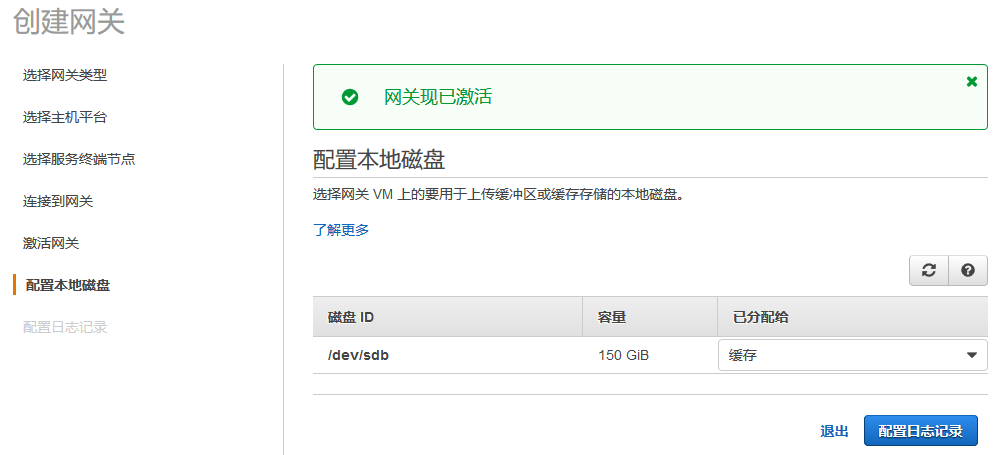 创建网关
选择网关类型
选择主机平台
选择服务终端节点
连接到网关
激活网关
配置本地磁盘
配置日志记录
网关现已激活
配置本地磁盘
选择网关 VM 上的要用于上传缓冲区或缓存存储的本地磁盘。
了解更多
磁盘 ID 容量 已分配给
/dev/sdb 150 GiB 缓存
退出 配置日志记录